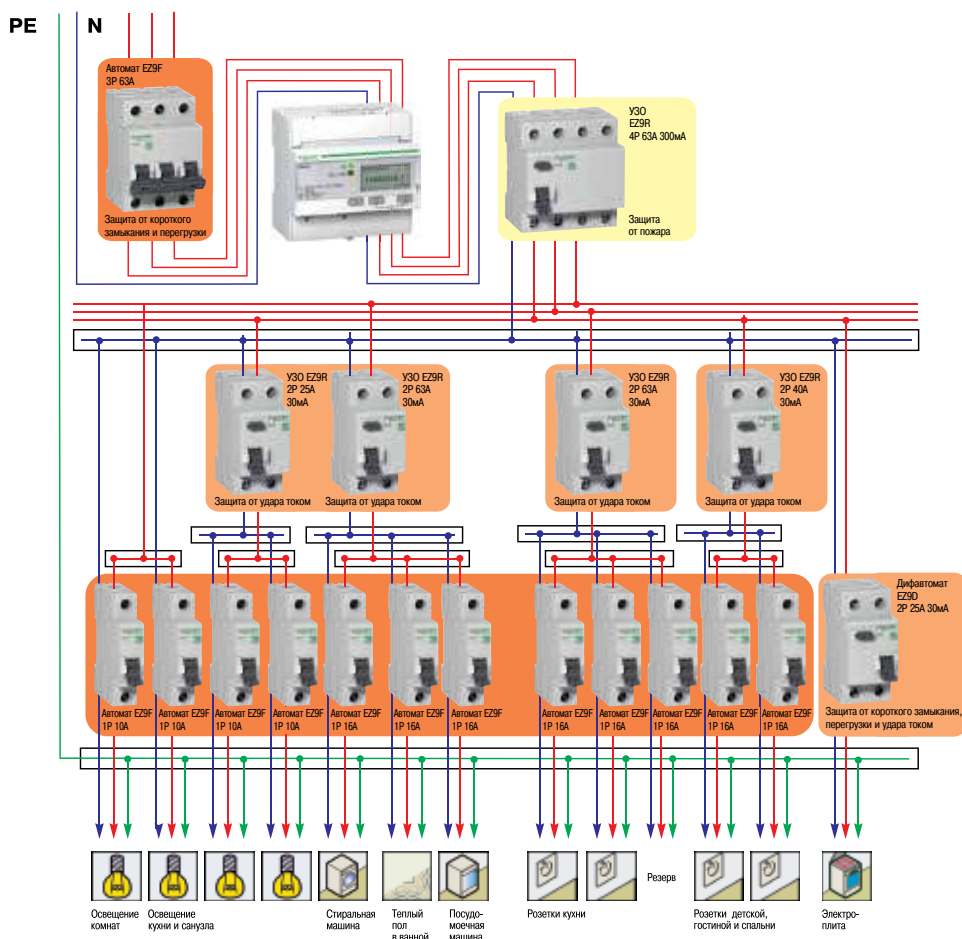 PE
N
Автомат EZ9F
3P 63A
Защита от короткого
замыкания и перегрузки
УЗО
EZ9R
4P 63A 300мА
Защита
от пожара
УЗО EZ9R
2P 25A
30мА
Защита от удара током
УЗО EZ9R
2P 63A
30мА
Защита от удара током
УЗО EZ9R
2P 63A
30мА
Защита от удара током
УЗО EZ9R
2P 40A
30мА
Защита от удара током
Автомат EZ9F
1P 10A
Автомат EZ9F
1P 10A
Автомат EZ9F
1P 10A
Автомат EZ9F
1P 10A
Автомат EZ9F
1P 16A
Автомат EZ9F
1P 16A
Автомат EZ9F
1P 16A
Автомат EZ9F
1P 16A
Автомат EZ9F
1P 16A
Автомат EZ9F
1P 16A
Автомат EZ9F
1P 16A
Автомат EZ9F
1P 16A
Дифавтомат
EZ9D
2P 25A 30мА
Защита от короткого замыкания,
перегрузки и удара током
Освещение
комнат
Освещение
кухни и санузла
Стиральная
машина
Теплый
пол
в ванной
Посудо-
моечная
машина
Розетки кухни
Резерв
Розетки детской,
гостиной и спальни
Электро-
плита